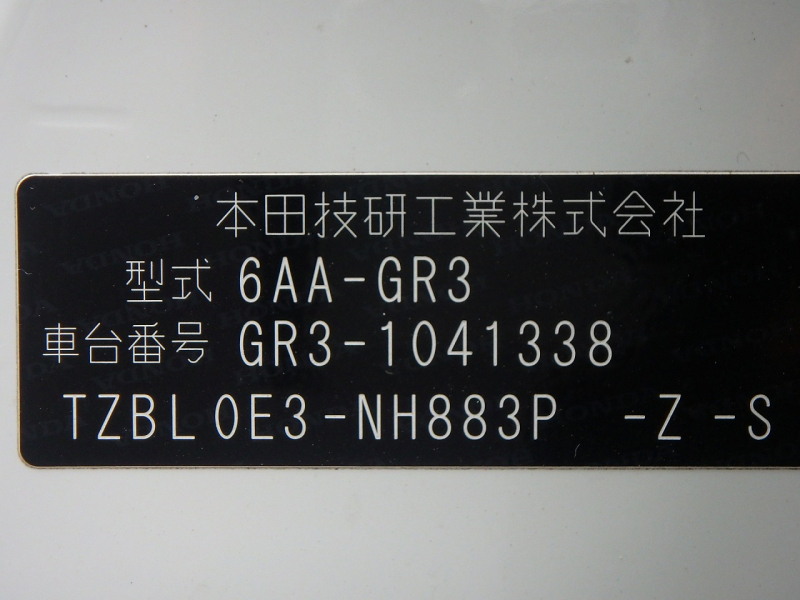 本田技研工業株式会社
型式 6AA-GR3
車台番号 GR3-1041338
TZBL0E3-NH883P -Z -S